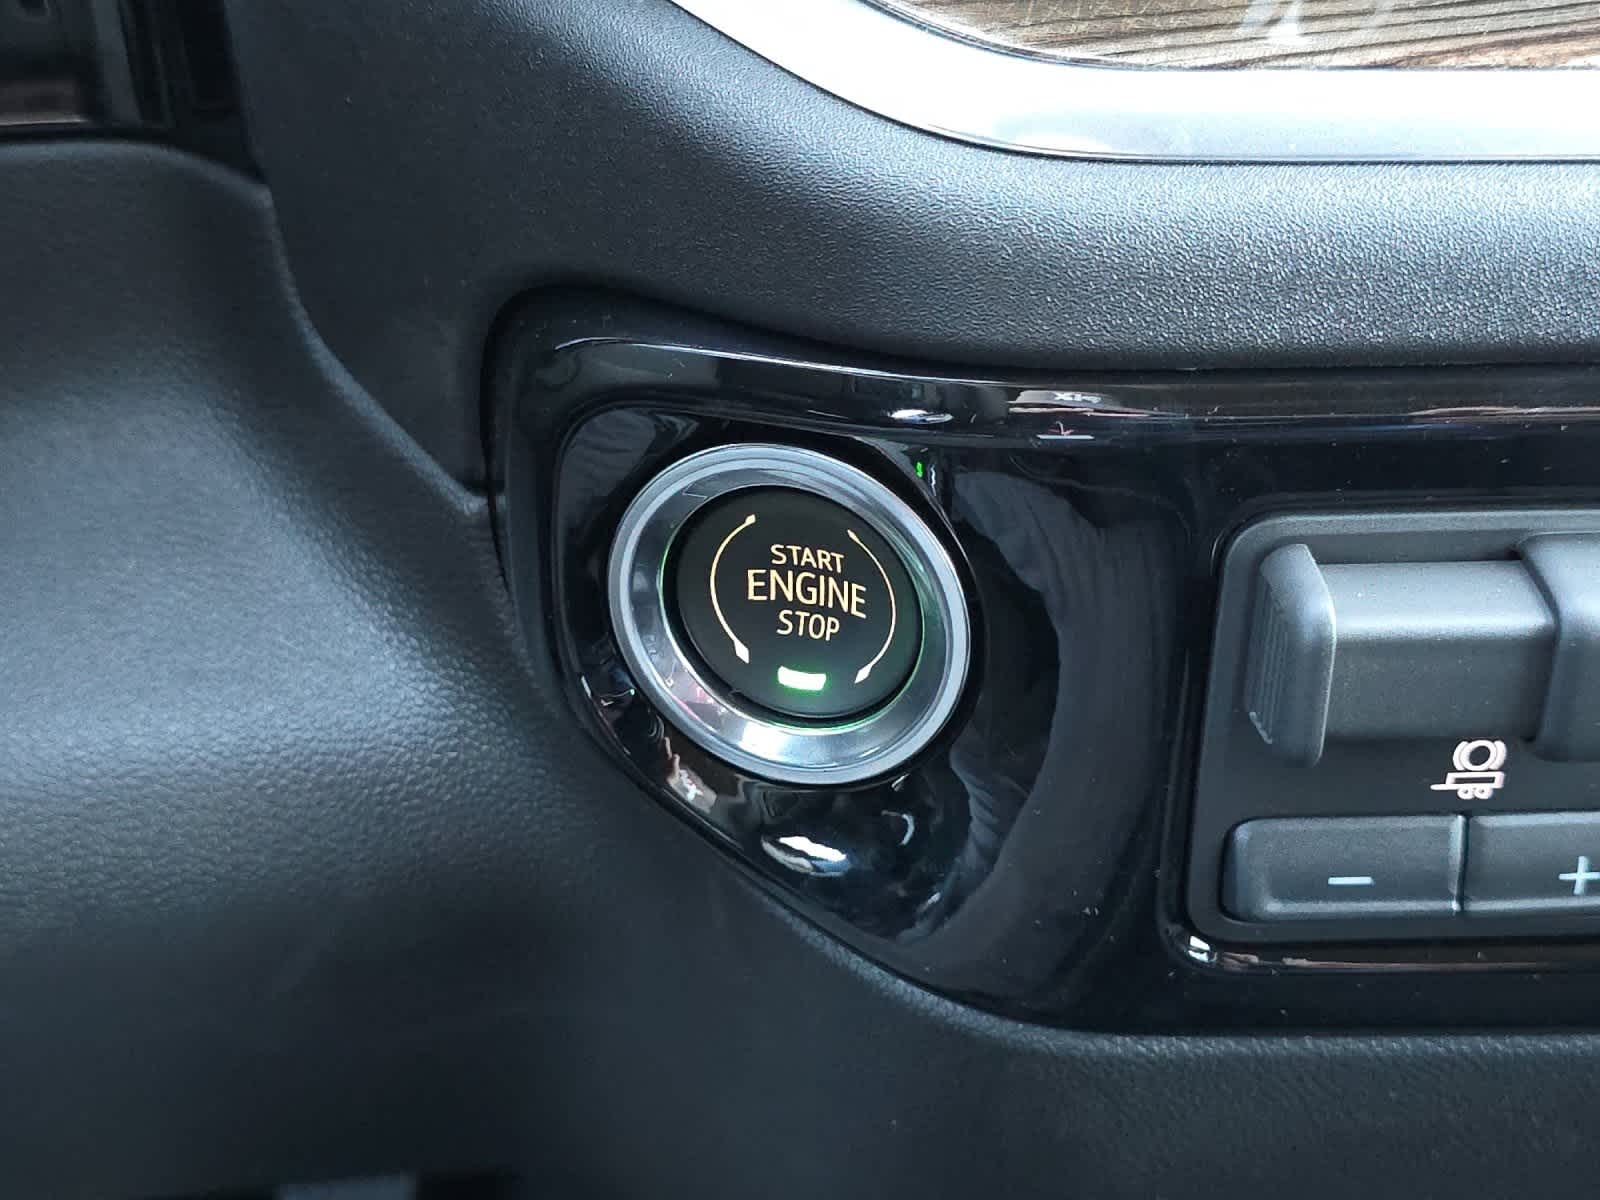 START
ENGINE
STOP
- +